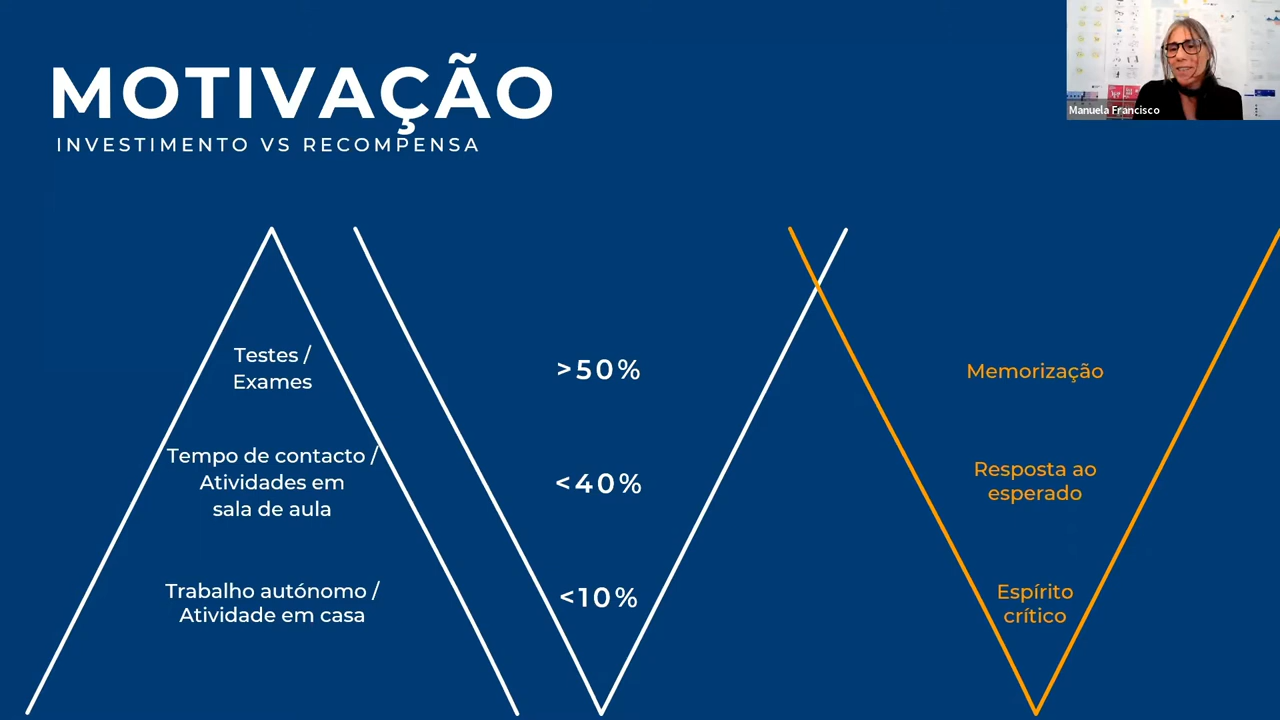 MOTIVAÇÃO
INVESTIMENTO VS RECOMPENSA
Manuela Francisco
Testes /
Exames
>50%
Memorização
Tempo de contacto /
Atividades em
sala de aula
<40%
Resposta ao
esperado
Trabalho autónomo /
Atividade em casa
<10%
Espírito
crítico